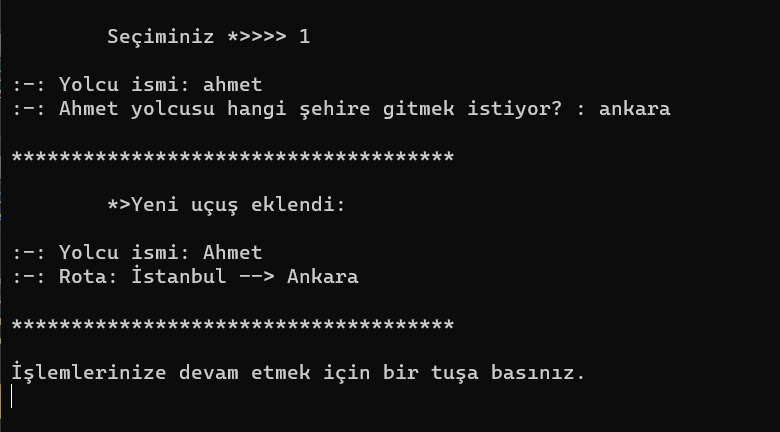 Seçiminiz *>>>> 1
:-: Yolcu ismi: ahmet
:-: Ahmet yolcusu hangi şehire gitmek istiyor? : ankara
*************************************
*>Yeni uçuş eklendi:
:-: Yolcu ismi: Ahmet
:-: Rota: İstanbul --> Ankara
*************************************
İşlemlerinize devam etmek için bir tuşa basınız.